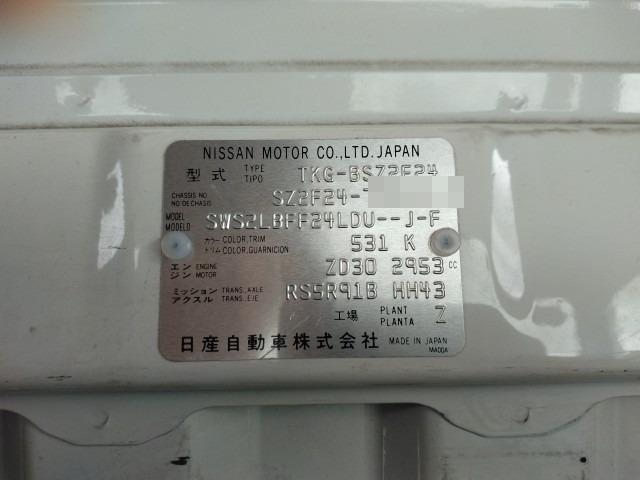 NISSAN MOTOR CO.,LTD. JAPAN
型式 TYPE TIPO TKG-BSZ2F24
CHASSIS NO NO DE CHASIS SZ2F24-
MODEL MODELO SWS2LBFF24LDU--J-F
カラー COLOR,TRIM トリム COLOR,GUARNICION 531 K
エンジン ENGINE MOTOR ZD30 2953 cc
ミッション TRANS.,AXLE アクスル TRANS.,EJE RS5R91B HH43
工場 PLANT PLANTA Z
日産自動車株式会社 MADE IN JAPAN
MA00A